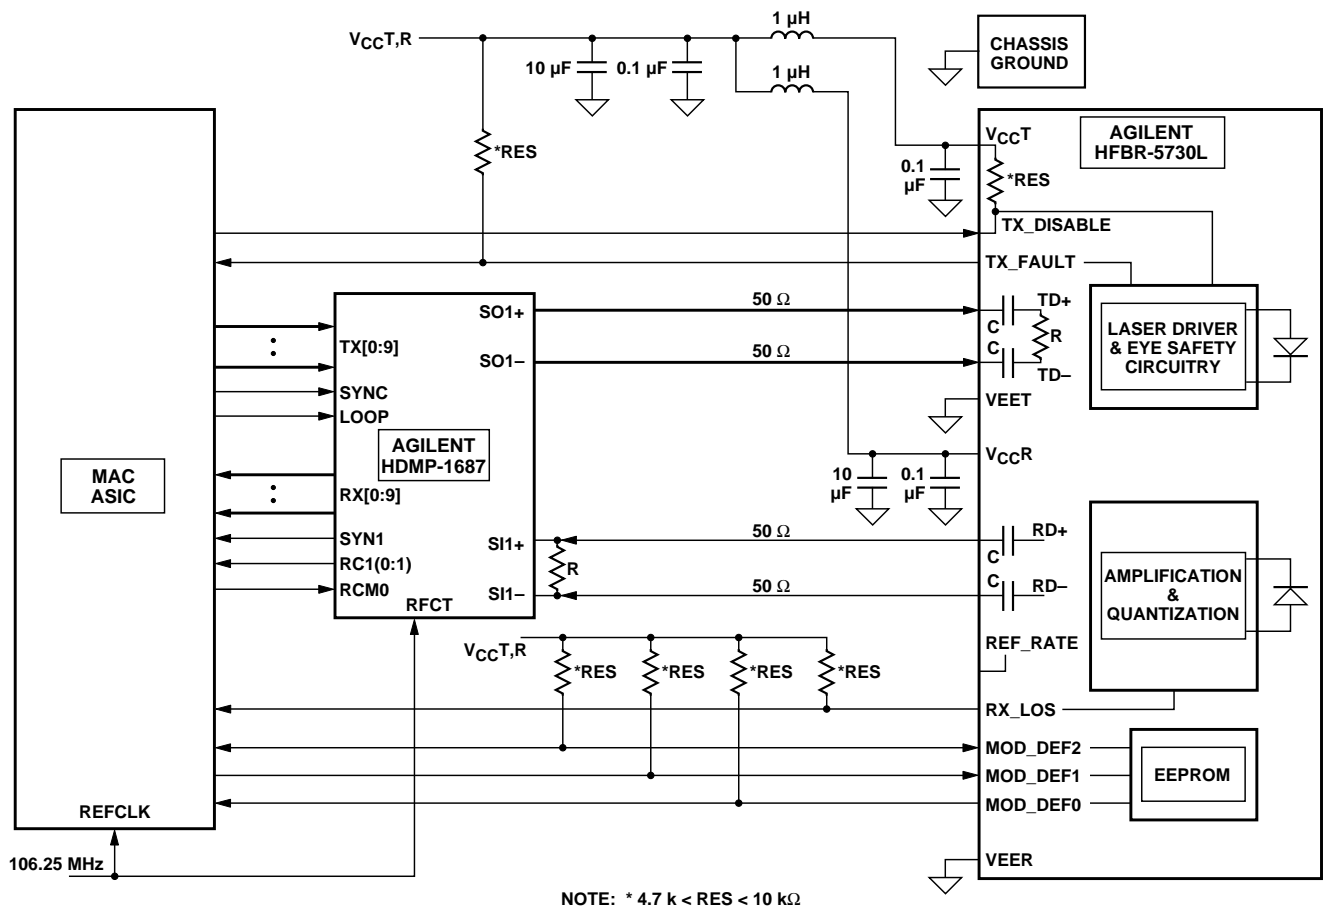 1 µH
VCCT,R
10 µF
0.1 µF
1 µH
CHASSIS
GROUND
*RES
VCCT
AGILENT
HFBR-5730L
0.1
µF
*RES
TX_DISABLE
TX_FAULT
SO1+
50 Ω
TD+
C
R
LASER DRIVER
& EYE SAFETY
CIRCUITRY
TX[0:9]
:
SO1–
50 Ω
C
TD–
SYNC
LOOP
VEET
AGILENT
HDMP-1687
MAC
ASIC
VCCR
10
µF
0.1
µF
RX[0:9]
:
SYN1
SI1+
50 Ω
RD+
C
RC1(0:1)
R
C
AMPLIFICATION
&
QUANTIZATION
RCM0
SI1–
50 Ω
RD–
RFCT
VCCT,R
REF_RATE
*RES
*RES
*RES
*RES
RX_LOS
MOD_DEF2
MOD_DEF1
EEPROM
MOD_DEF0
REFCLK
106.25 MHz
VEER
NOTE: * 4.7 k < RES < 10 kΩ